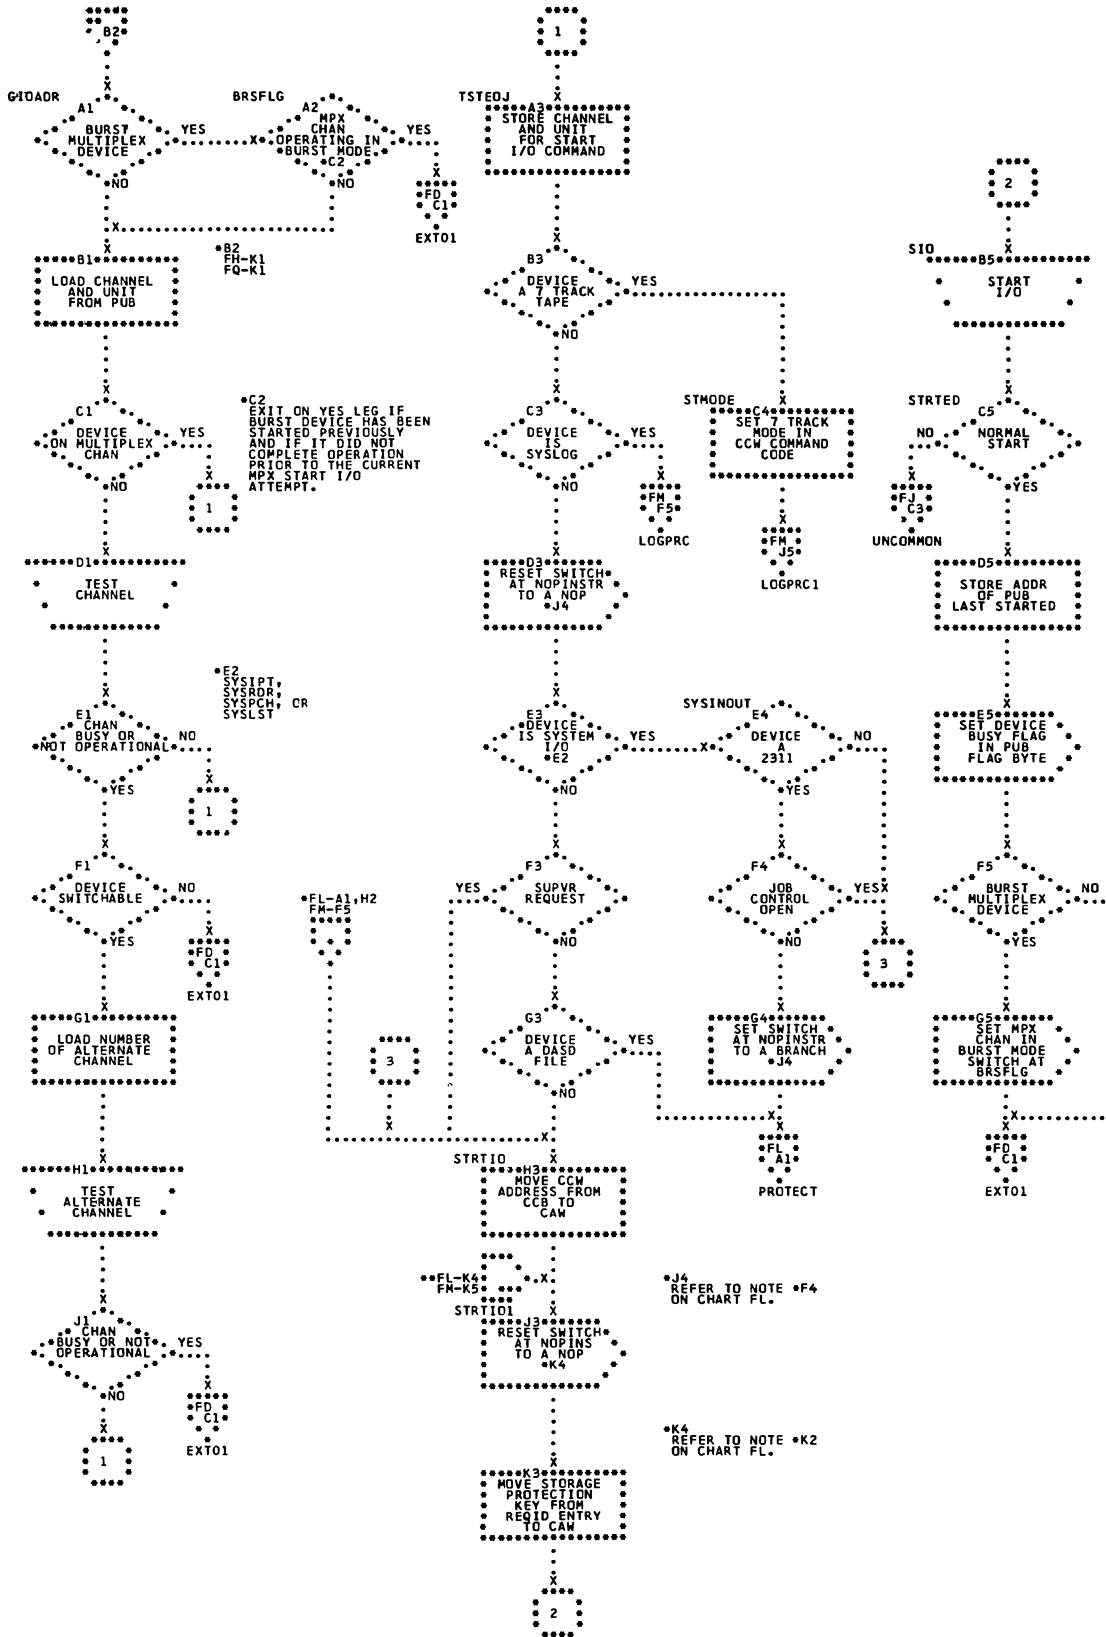 B2
GIOADR
A1
BURST
MULTIPLEX
DEVICE
YES
NO
BRSFLG
A2
MPX
CHAN
OPERATING IN
BURST MODE
*C2
YES
NO
FD
C1
EXT01
*B2
FH-K1
FQ-K1
B1
LOAD CHANNEL
AND UNIT
FROM PUB
C1
DEVICE
ON MULTIPLEX
CHAN
YES
NO
1
*C2
EXIT ON YES LEG IF
BURST DEVICE HAS BEEN
STARTED PREVIOUSLY
AND IF IT DID NOT
COMPLETE OPERATION
PRIOR TO THE CURRENT
MPX START I/O
ATTEMPT.
D1
TEST
CHANNEL
*E2
SYSIPT,
SYSRDR,
SYSPCH, OR
SYSLST
E1
CHAN
BUSY OR
NOT OPERATIONAL
NO
YES
1
F1
DEVICE
SWITCHABLE
NO
YES
FD
C1
EXT01
G1
LOAD NUMBER
OF ALTERNATE
CHANNEL
H1
TEST
ALTERNATE
CHANNEL
J1
CHAN
BUSY OR NOT
OPERATIONAL
YES
NO
FD
C1
EXT01
1
1
TSTEOJ
A3
STORE CHANNEL
AND UNIT
FOR START
I/O COMMAND
B3
DEVICE
A 7 TRACK
TAPE
YES
NO
C3
DEVICE
IS
SYSLOG
YES
NO
FM
F5
LOGPRC
STMODE
C4
SET 7 TRACK
MODE IN
CCW COMMAND
CODE
FM
J5
LOGPRC1
D3
RESET SWITCH
AT NOPINSTR
TO A NOP
*J4
E3
DEVICE
IS SYSTEM
I/O
*E2
YES
NO
SYSINOUT
E4
DEVICE
A
2311
NO
YES
F3
SUPVR
REQUEST
YES
NO
F4
JOB
CONTROL
OPEN
YES
NO
3
*FL-A1,H2
FM-F5
3
G3
DEVICE
A DASD
FILE
YES
NO
G4
SET SWITCH
AT NOPINSTR
TO A BRANCH
*J4
FL
A1
PROTECT
STRTIO
H3
MOVE CCW
ADDRESS FROM
CCB TO
CAW
**FL-K4
FM-K5
STRTIO1
J3
RESET SWITCH
AT NOPINS
TO A NOP
*K4
*J4
REFER TO NOTE *F4
ON CHART FL.
*K4
REFER TO NOTE *K2
ON CHART FL.
K3
MOVE STORAGE
PROTECTION
KEY FROM
REQID ENTRY
TO CAW
2
2
SIO
B5
START
I/O
STRTED
C5
NORMAL
START
NO
YES
FJ
C3
UNCOMMON
D5
STORE ADDR
OF PUB
LAST STARTED
E5
SET DEVICE
BUSY FLAG
IN PUB
FLAG BYTE
F5
BURST
MULTIPLEX
DEVICE
NO
YES
G5
SET MPX
CHAN IN
BURST MODE
SWITCH AT
BRSFLG
FD
C1
EXT01